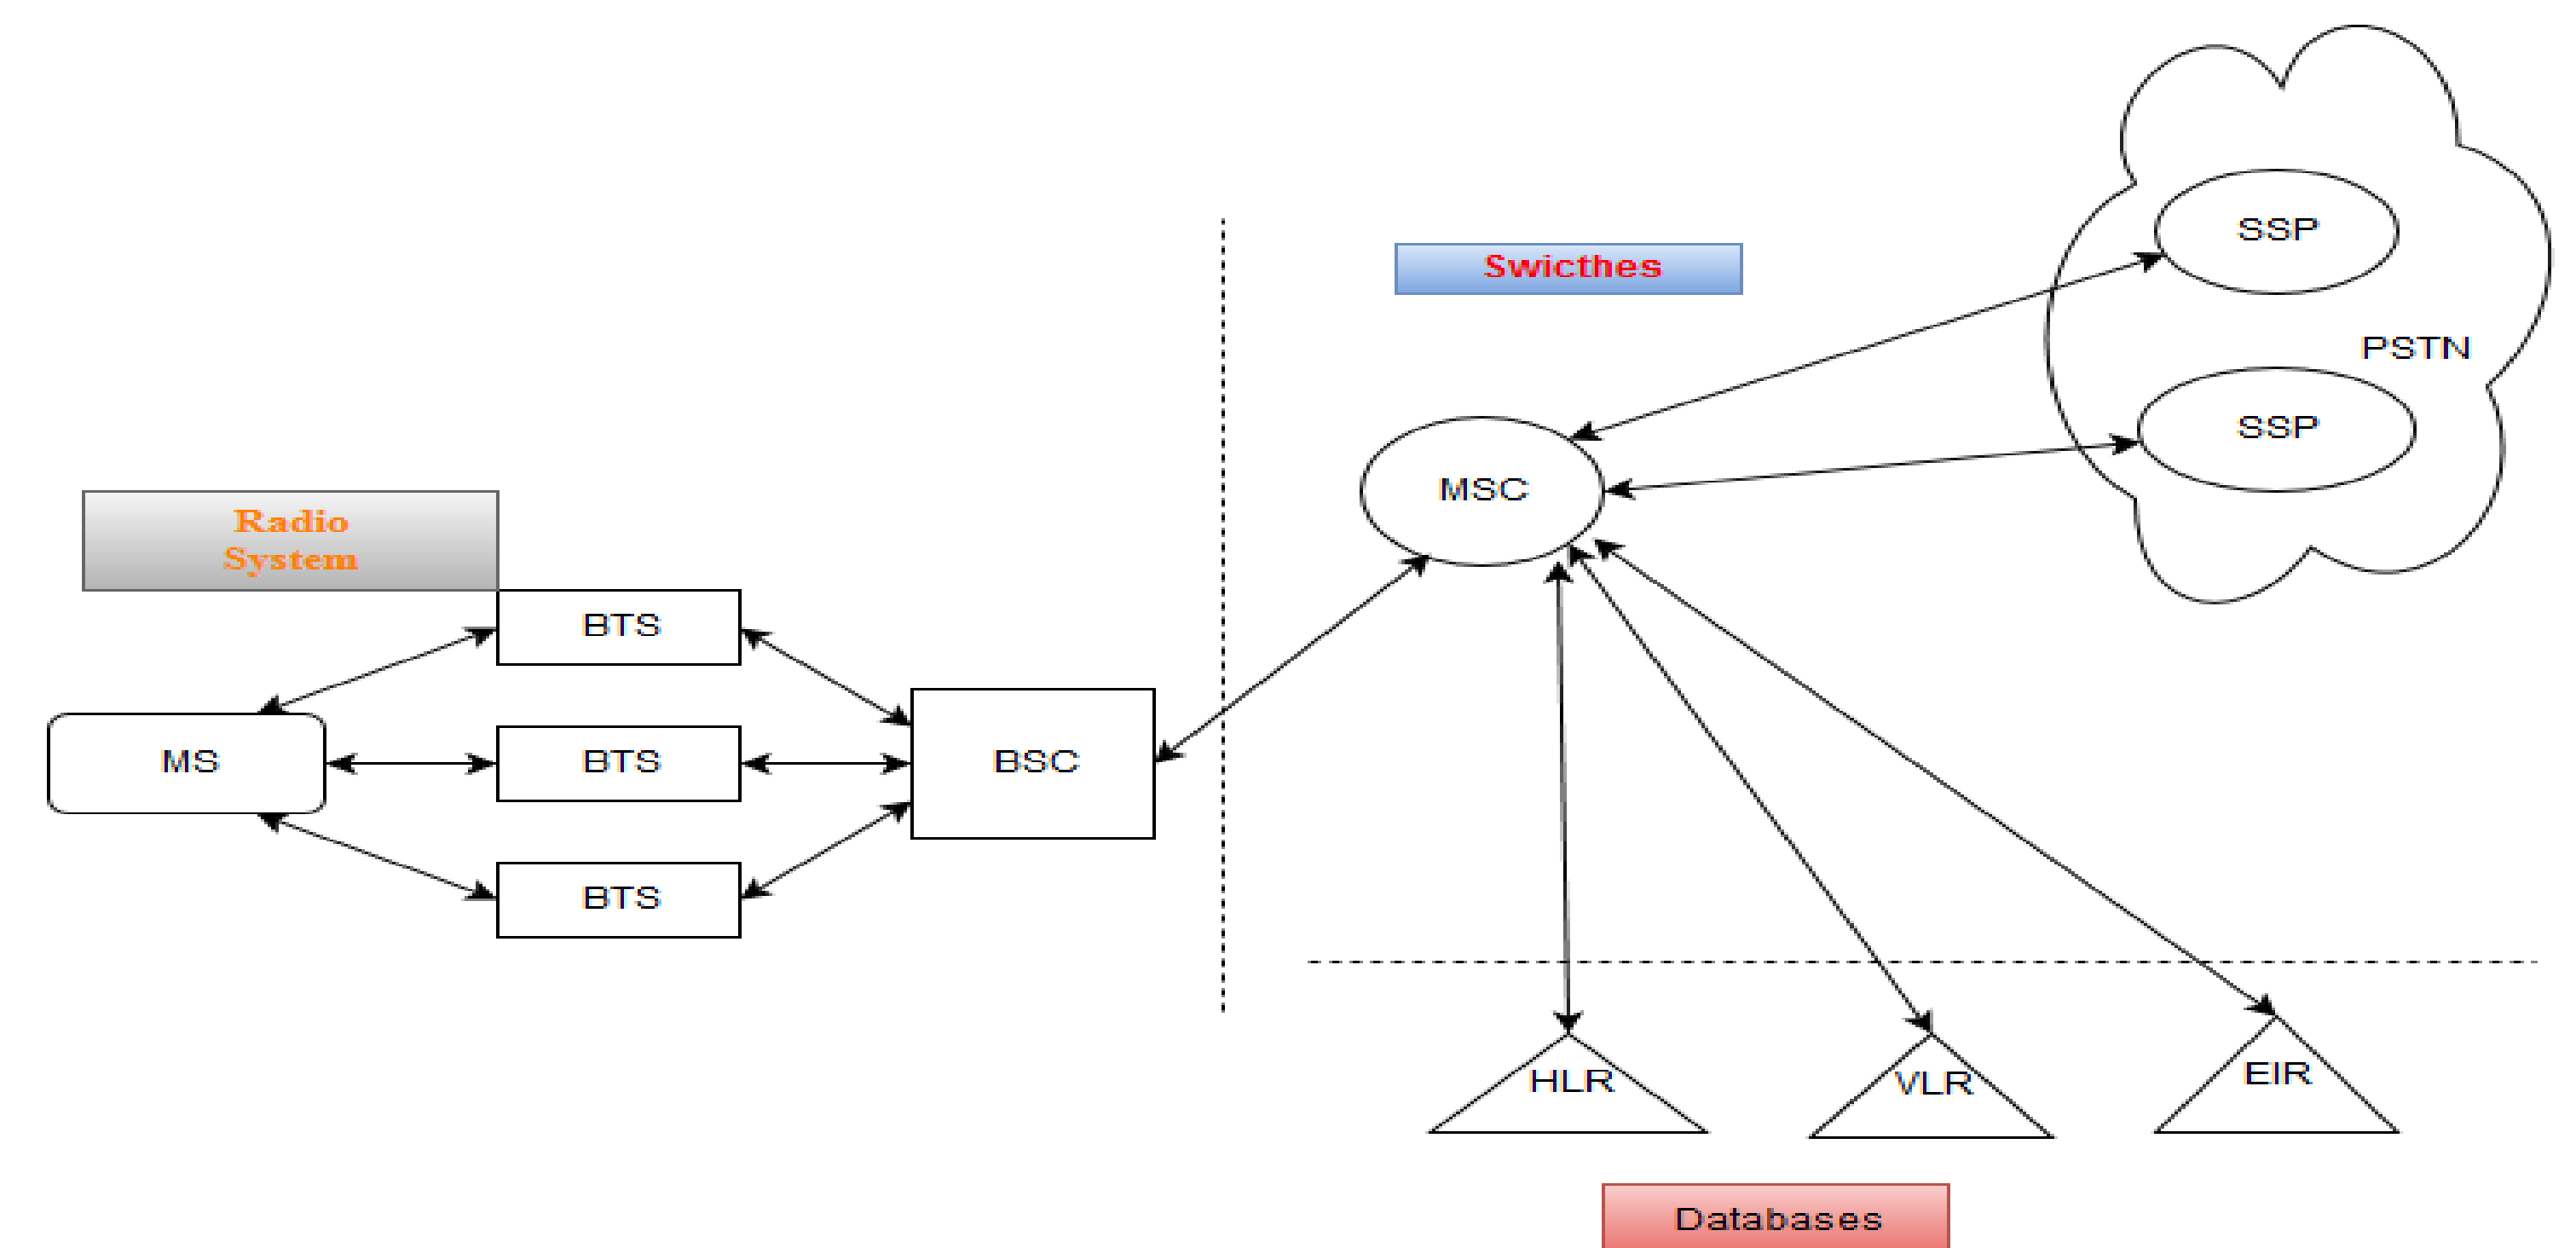 SSP
Swicthes
PSTN
SSP
MSC
Radio
System
BTS
MS
BTS
BSC
BTS
HLR
VLR
EIR
Databases